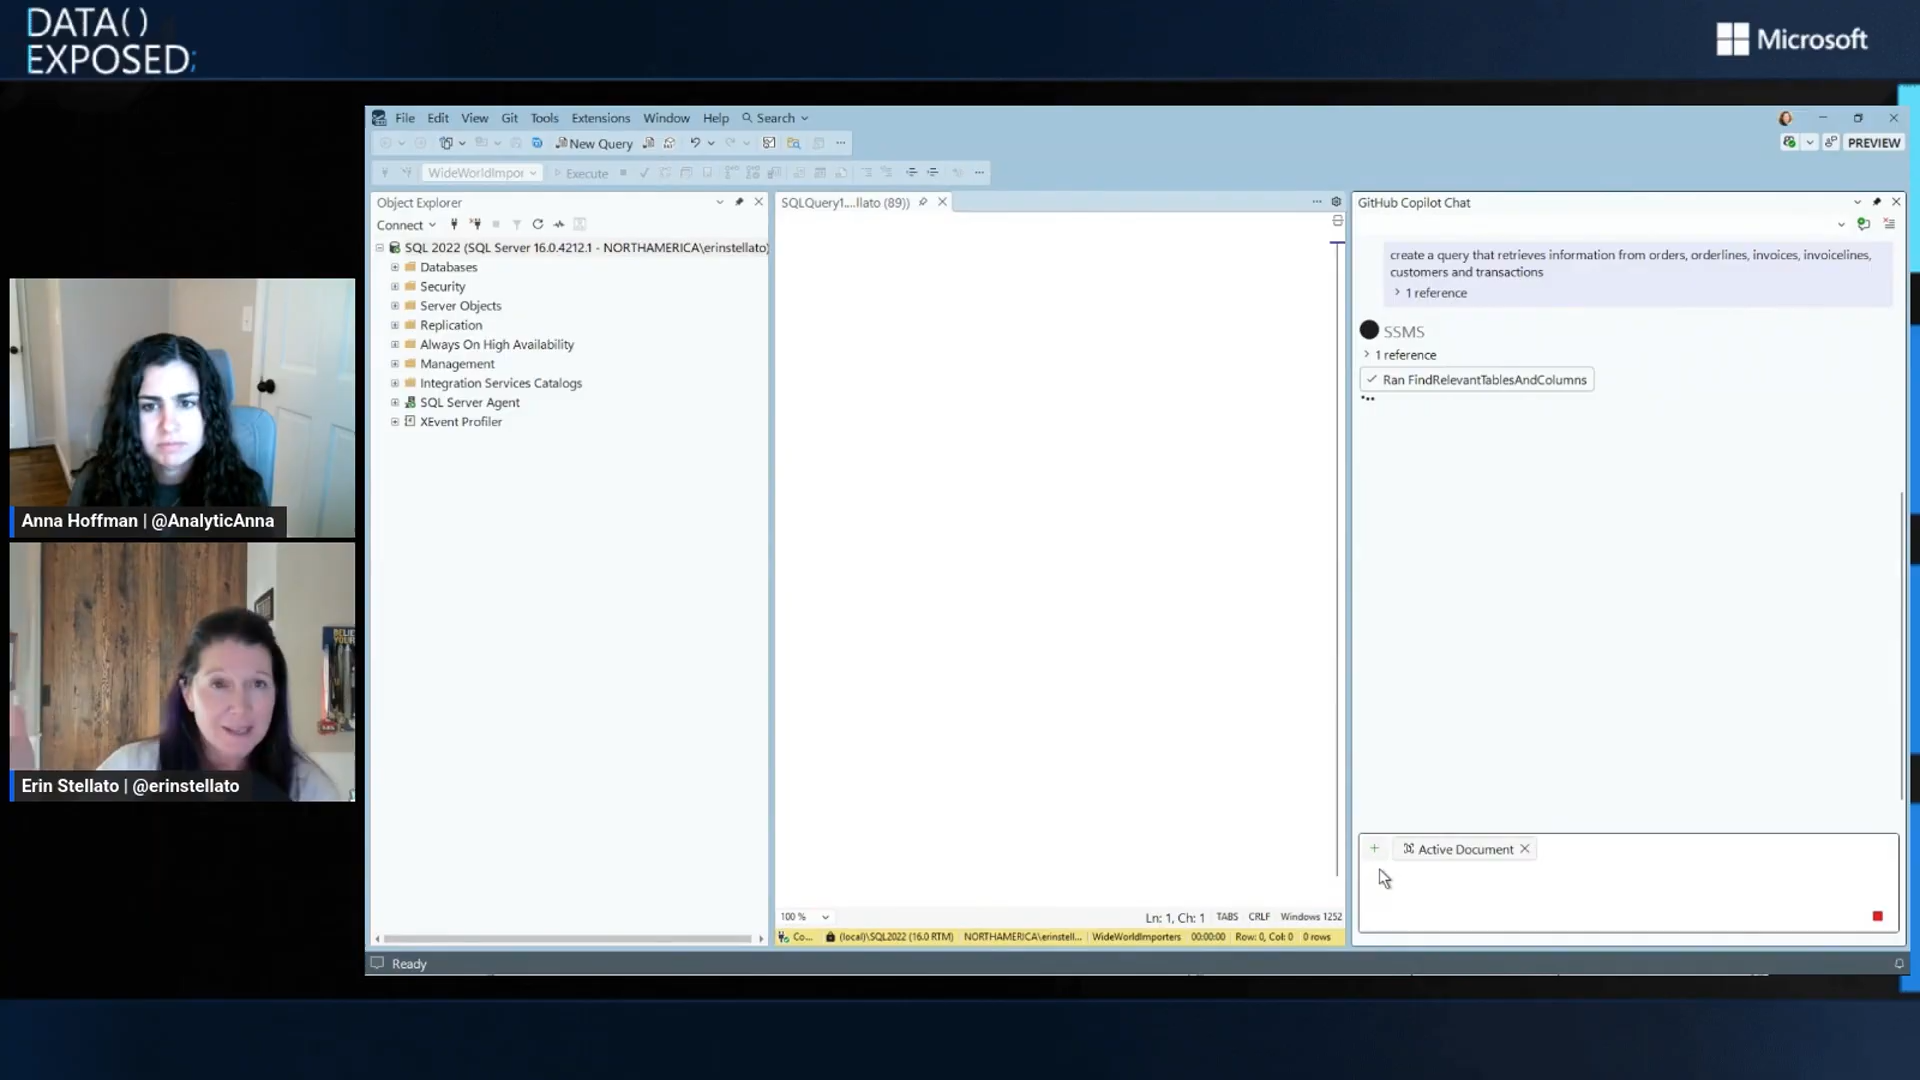 DATA()
EXPOSED;
Microsoft
File Edit View Git Tools Extensions Window Help Search
New Query
PREVIEW
WideWorldImpor Execute
Object Explorer
Connect
SQL 2022 (SQL Server 16.0.4212.1 - NORTHAMERICA\erinstellato)
Databases
Security
Server Objects
Replication
Always On High Availability
Management
Integration Services Catalogs
SQL Server Agent
XEvent Profiler
SQLQuery1....llato (89))
100 %
Ln: 1, Ch: 1 TABS CRLF Windows 1252
Co... (local)\SQL2022 (16.0 RTM) NORTHAMERICA\erinstell... WideWorldImporters 00:00:00 Row: 0, Col: 0 0 rows
GitHub Copilot Chat
create a query that retrieves information from orders, orderlines, invoices, invoicelines,
customers and transactions
1 reference
SSMS
1 reference
Ran FindRelevantTablesAndColumns
Active Document
Ready
Anna Hoffman | @AnalyticAnna
Erin Stellato | @erinstellato